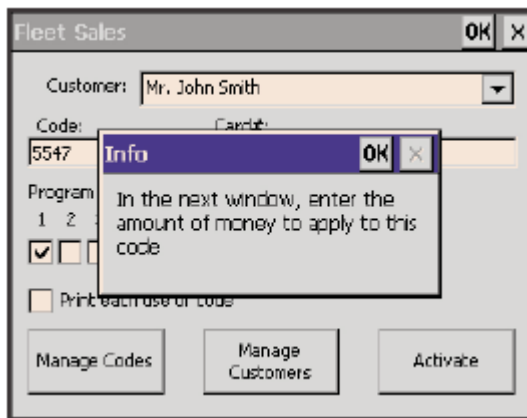 Fleet Sales OK X
Customer: Mr. John Smith
Code: Card#:
5547
Info OK X
In the next window, enter the
amount of money to apply to this
code
Program
1 2
Print each use of code
Manage Codes
Manage
Customers
Activate